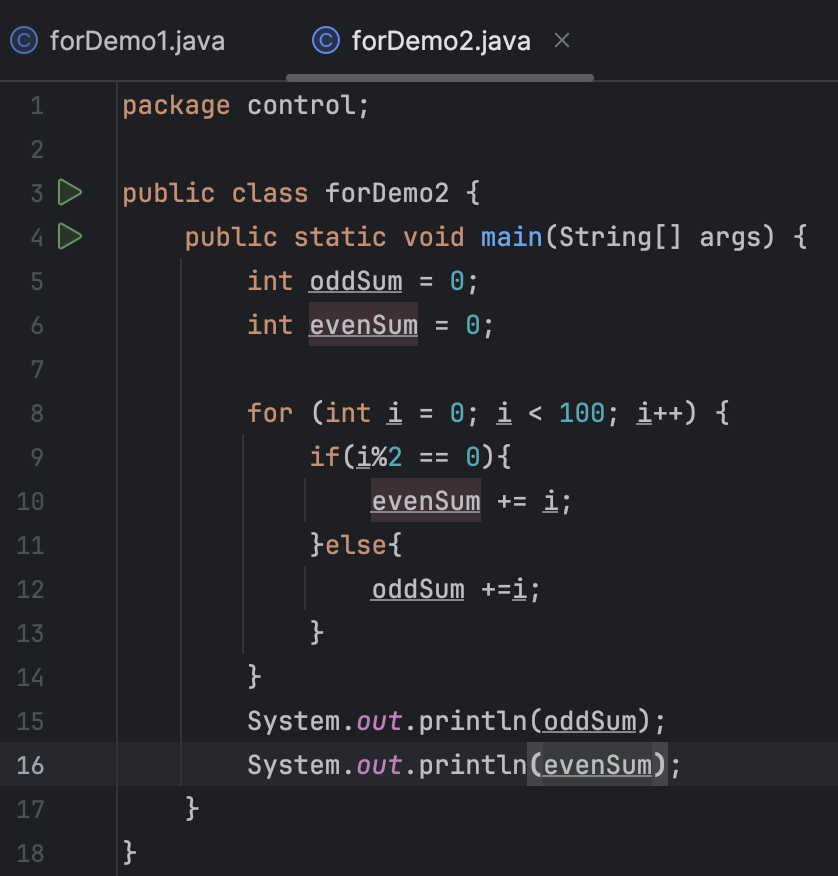 forDemo1.java forDemo2.java ×
1 package control;
2
3 public class forDemo2 {
4 public static void main(String[] args) {
5 int oddSum = 0;
6 int evenSum = 0;
7
8 for (int i = 0; i < 100; i++) {
9 if(i%2 == 0){
10 evenSum += i;
11 }else{
12 oddSum +=i;
13 }
14 }
15 System.out.println(oddSum);
16 System.out.println(evenSum);
17 }
18 }